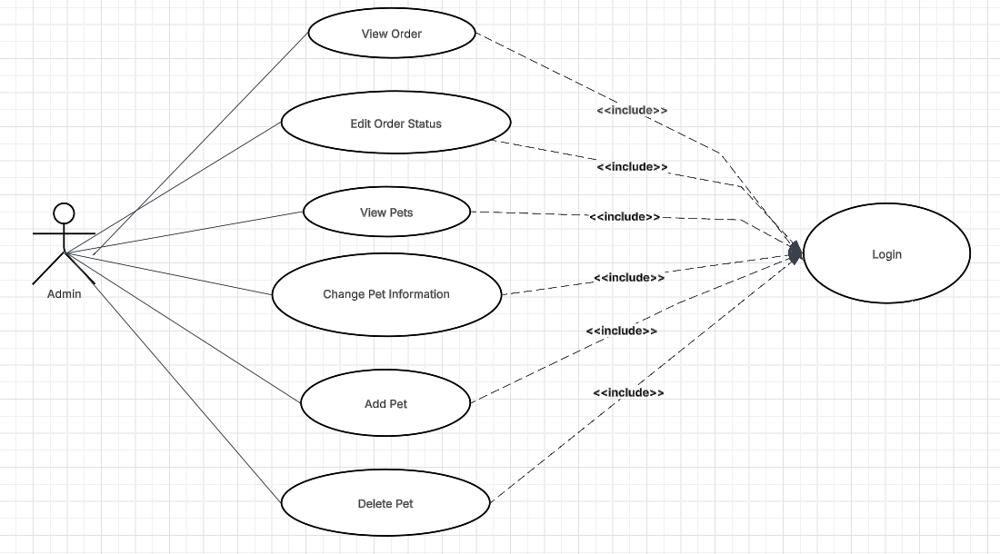 View Order
<<include>>
Edit Order Status
<<include>>
View Pets
<<include>>
Login
Change Pet Information
<<include>>
Admin
<<include>>
Add Pet
<<include>>
Delete Pet